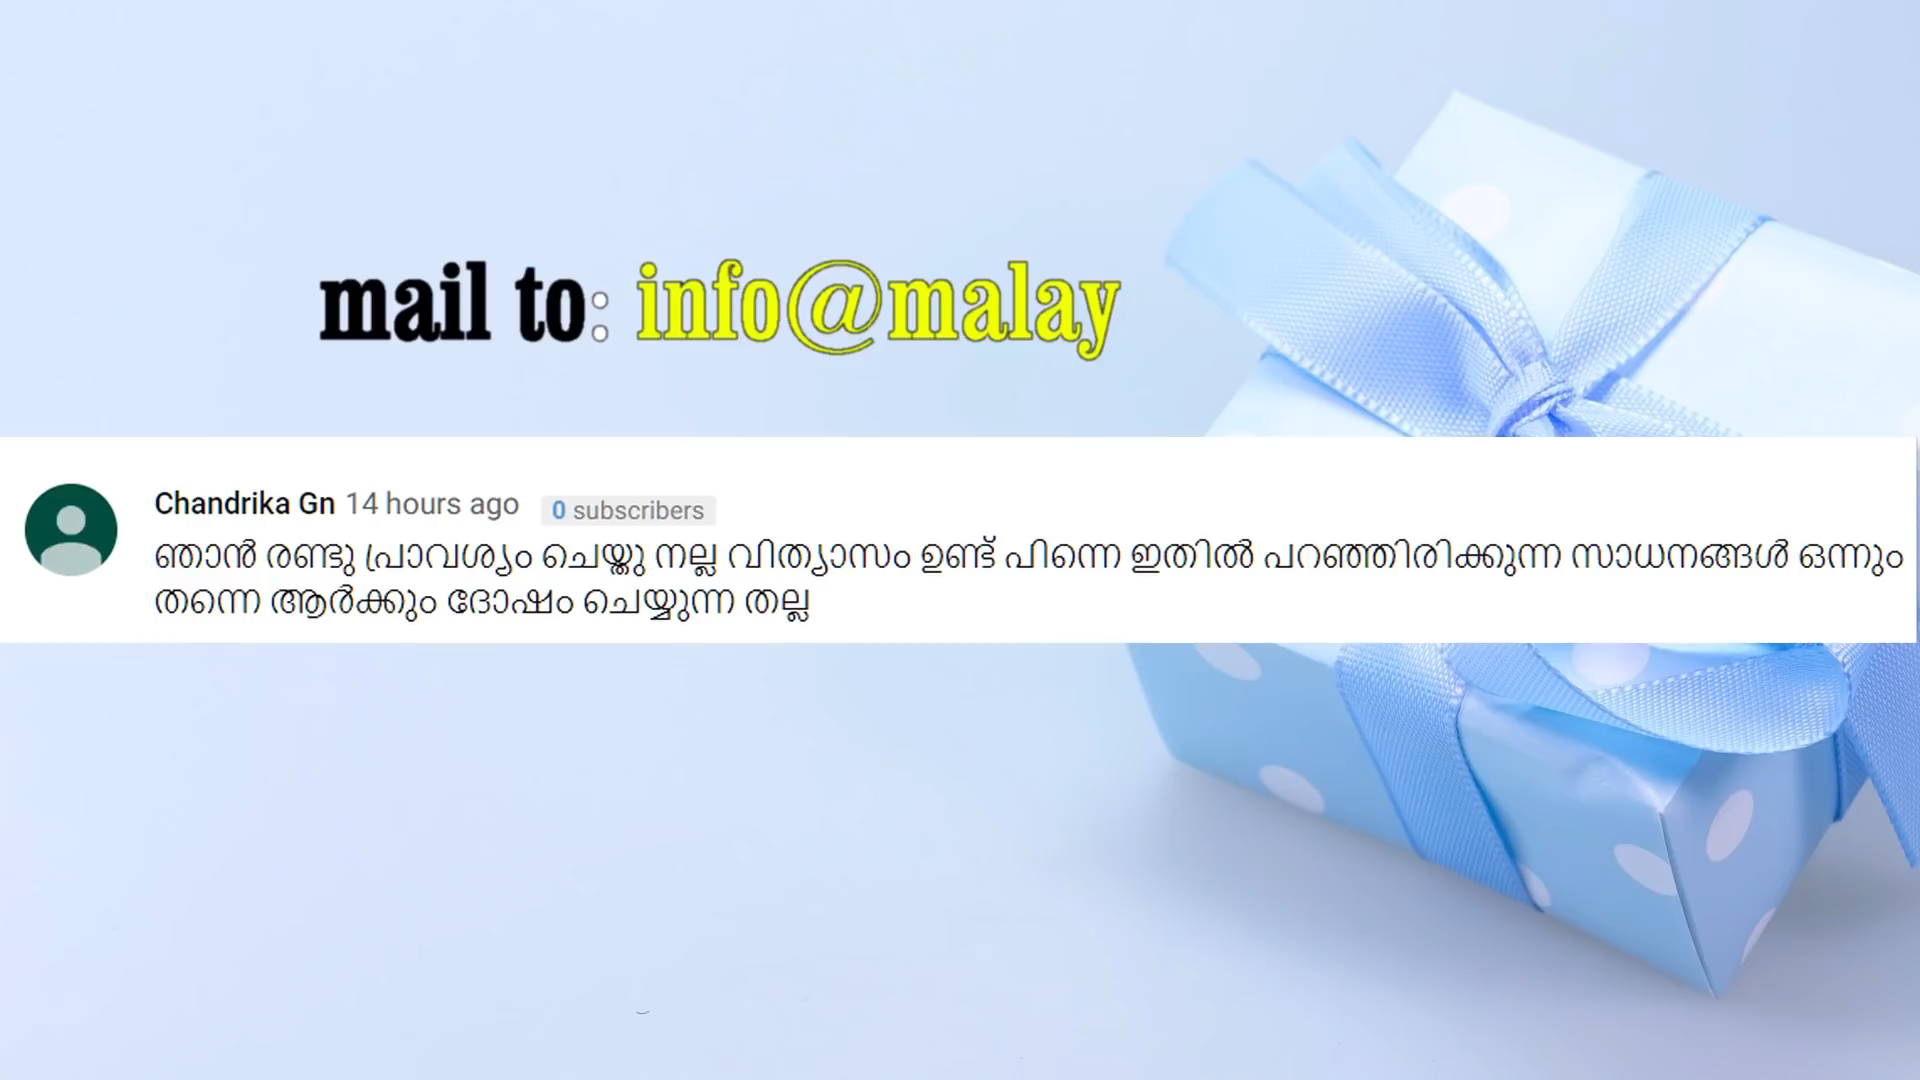 mail to: info@malay
Chandrika Gn 14 hours ago 0 subscribers
ഞാൻ രണ്ടു പ്രാവശ്യം ചെയ്തു നല്ല വിത്യാസം ഉണ്ട് പിന്നെ ഇതിൽ പറഞ്ഞിരിക്കുന്ന സാധനങ്ങൾ ഒന്നും
തന്നെ ആർക്കും ദോഷം ചെയ്യുന്ന തല്ല